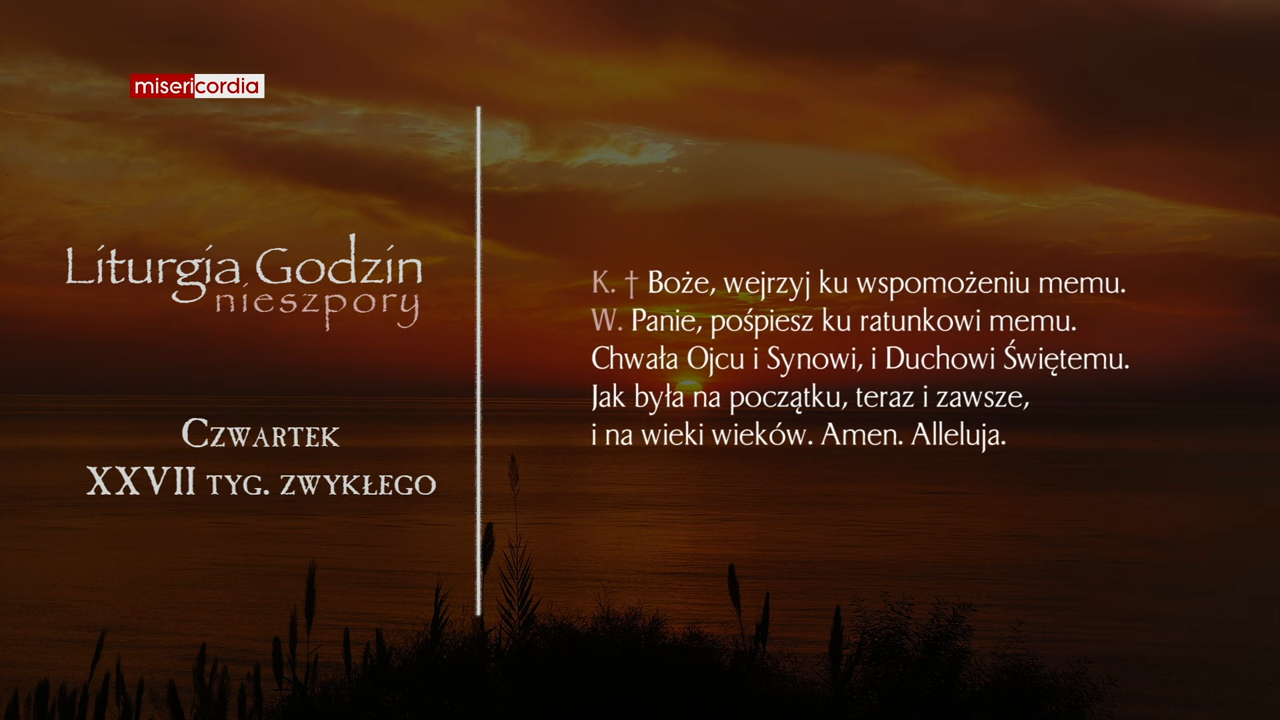 misericordia
Liturgia Godzin
nieszpory
Czwartek
XXVII tyg. zwykłego
K. † Boże, wejrzyj ku wspomożeniu memu.
W. Panie, pośpiesz ku ratunkowi memu.
Chwała Ojcu i Synowi, i Duchowi Świętemu.
Jak była na początku, teraz i zawsze,
i na wieki wieków. Amen. Alleluja.